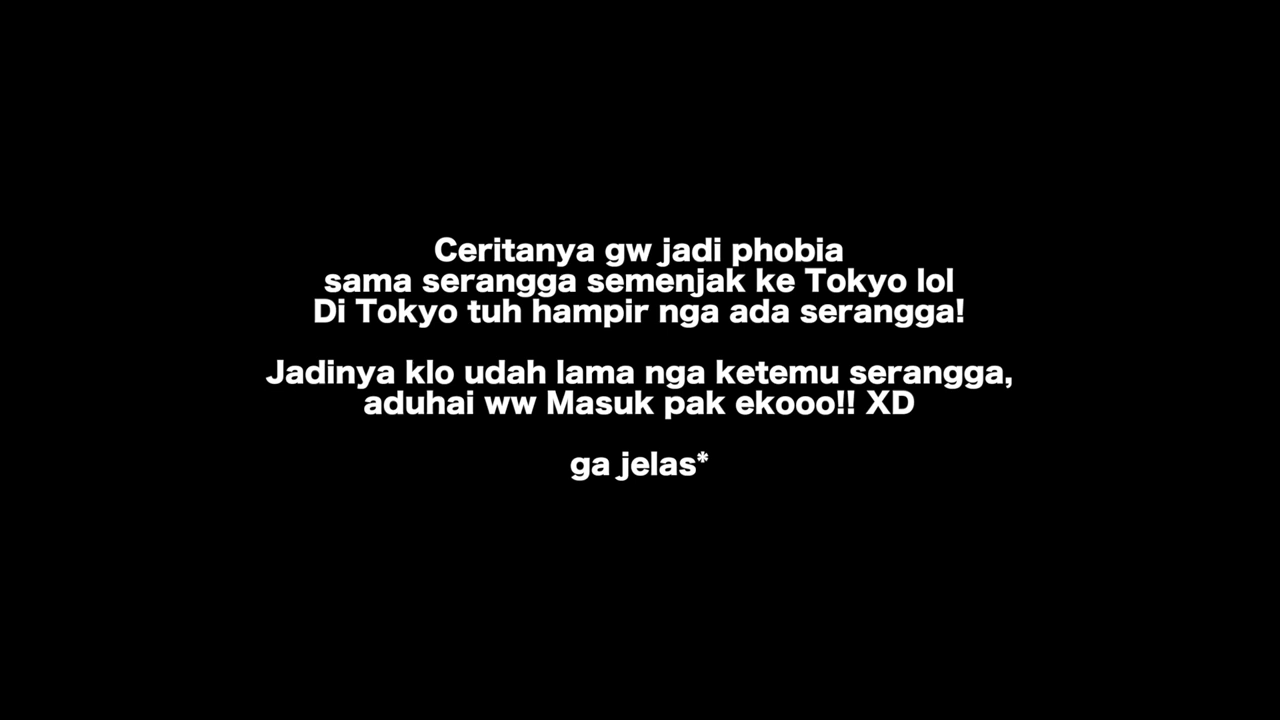 Ceritanya gw jadi phobia
sama serangga semenjak ke Tokyo lol
Di Tokyo tuh hampir nga ada serangga!
Jadinya klo udah lama nga ketemu serangga,
aduhai ww Masuk pak ekooo!! XD
ga jelas*